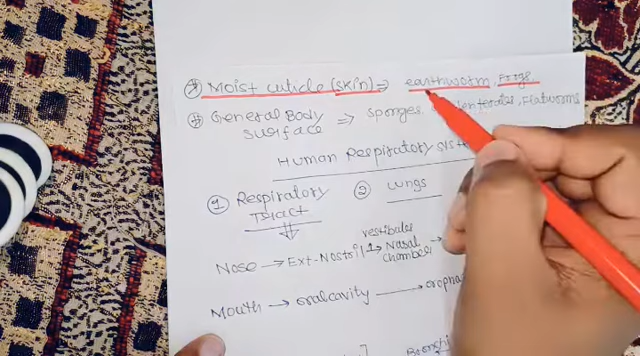 Moist cuticle (skin) ⇒ earthworm, Frogs.
General Body surface ⇒ Sponges, Flatworms
Human Respiratory
① Respiratory Tract ② Lungs
Nose → Ext-Nostril → vestibule Nasal chamber →
Mouth → oral cavity →